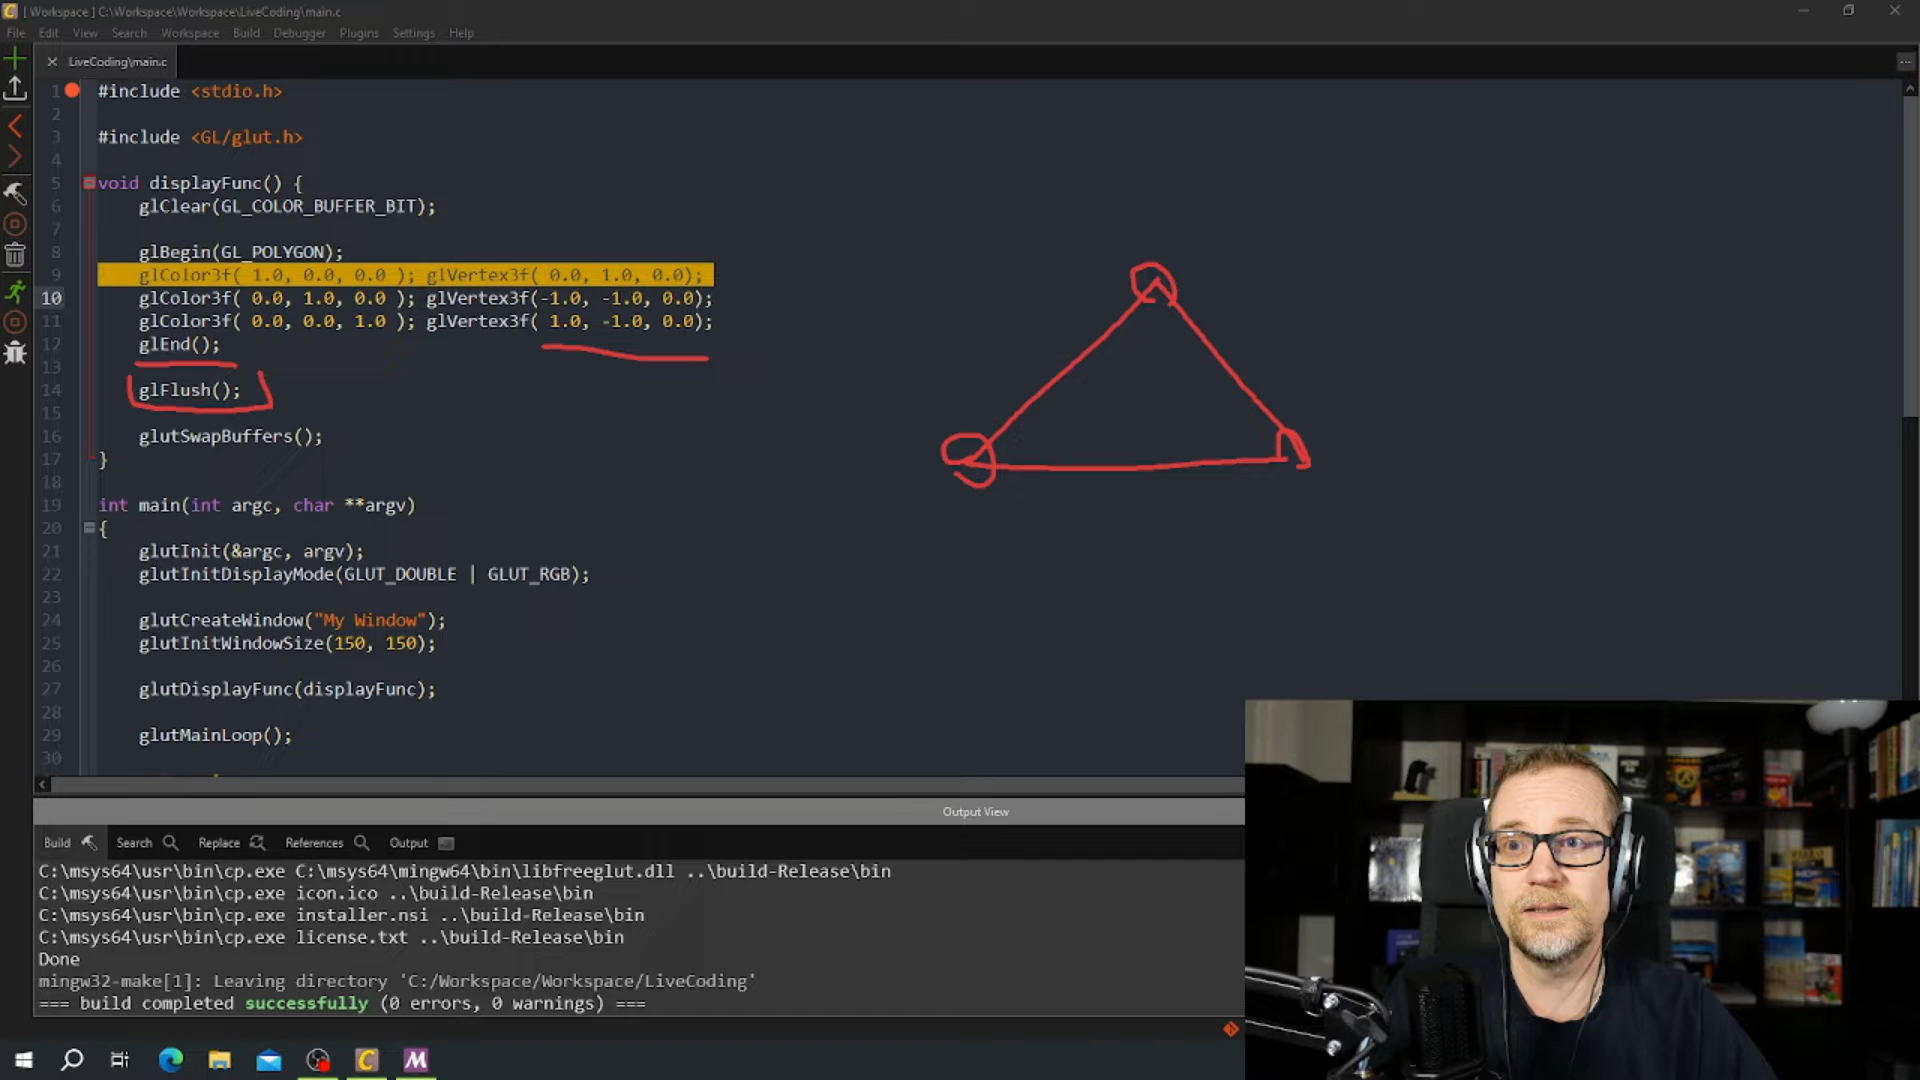 [ Workspace ] C:\Workspace\Workspace\LiveCoding\main.c
File Edit View Search Workspace Build Debugger Plugins Settings Help
LiveCoding\main.c
1 #include <stdio.h>
2
3 #include <GL/glut.h>
4
5 void displayFunc() {
6 glClear(GL_COLOR_BUFFER_BIT);
7
8 glBegin(GL_POLYGON);
9 glColor3f( 1.0, 0.0, 0.0 ); glVertex3f( 0.0, 1.0, 0.0);
10 glColor3f( 0.0, 1.0, 0.0 ); glVertex3f(-1.0, -1.0, 0.0);
11 glColor3f( 0.0, 0.0, 1.0 ); glVertex3f( 1.0, -1.0, 0.0);
12 glEnd();
13
14 glFlush();
15
16 glutSwapBuffers();
17 }
18
19 int main(int argc, char **argv)
20 {
21 glutInit(&argc, argv);
22 glutInitDisplayMode(GLUT_DOUBLE | GLUT_RGB);
23
24 glutCreateWindow("My Window");
25 glutInitWindowSize(150, 150);
26
27 glutDisplayFunc(displayFunc);
28
29 glutMainLoop();
30
Output View
Build Search Replace References Output
C:\msys64\usr\bin\cp.exe C:\msys64\mingw64\bin\libfreeglut.dll ..\build-Release\bin
C:\msys64\usr\bin\cp.exe icon.ico ..\build-Release\bin
C:\msys64\usr\bin\cp.exe installer.nsi ..\build-Release\bin
C:\msys64\usr\bin\cp.exe license.txt ..\build-Release\bin
Done
mingw32-make[1]: Leaving directory 'C:/Workspace/Workspace/LiveCoding'
=== build completed successfully (0 errors, 0 warnings) ===